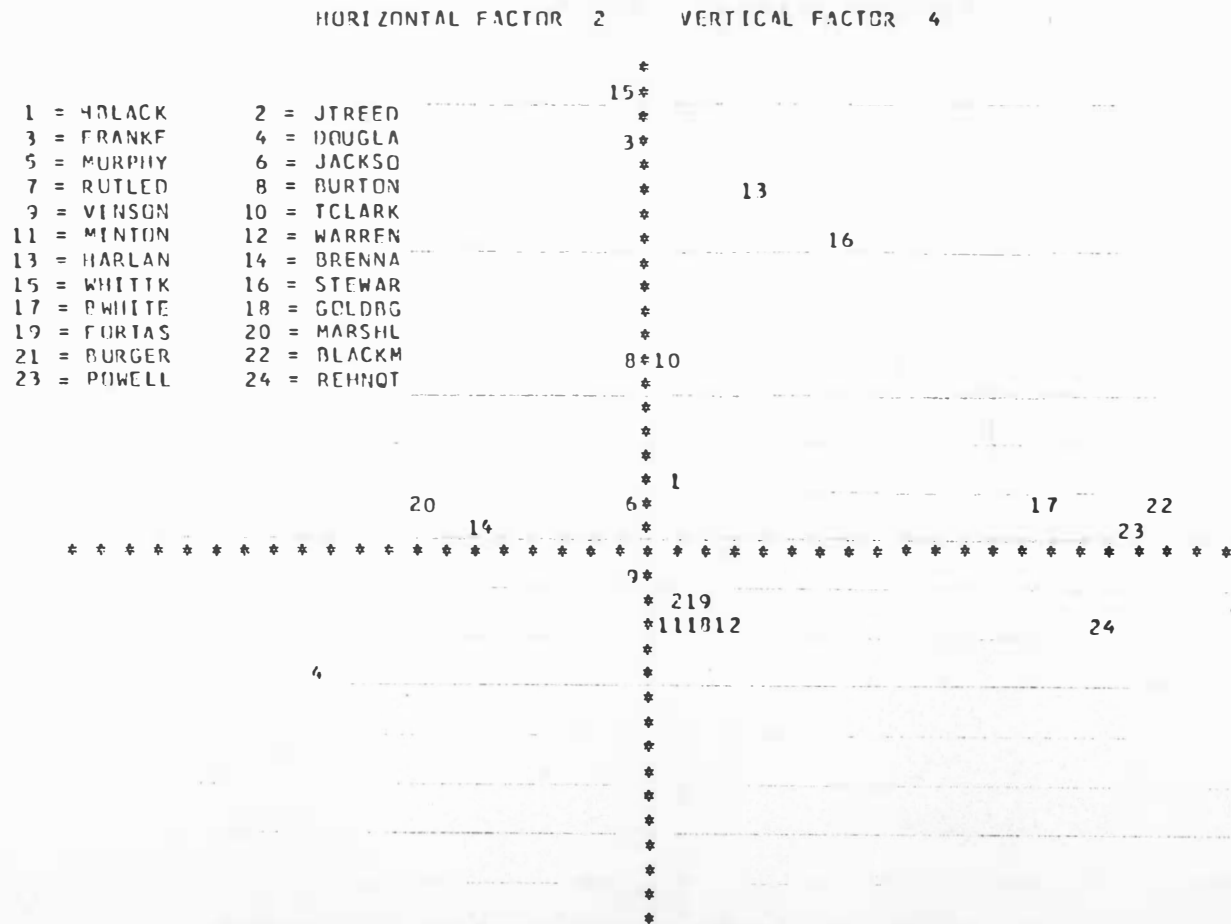 HORIZONTAL FACTOR 2 VERTICAL FACTOR 4
*
15*
1 = HBLACK 2 = JTREED *
3 = FRANKF 4 = DOUGLA 3*
5 = MURPHY 6 = JACKSO *
7 = RUTLED 8 = BURTON * 13
9 = VINSON 10 = TCLARK *
11 = MINTON 12 = WARREN * 16
13 = HARLAN 14 = BRENNA *
15 = WHITTK 16 = STEWAR *
17 = BWHITE 18 = GOLDBG *
19 = FORTAS 20 = MARSHL *
21 = BURGER 22 = BLACKM 8*10
23 = POWELL 24 = REHNQT *
*
*
*
* 1
20 6* 17 22
14 * 23
* * * * * * * * * * * * * * * * * * * * * * * * * * * * * * * * * * * * * * * * *
9*
* 219
*111812 24
*
4 *
*
*
*
*
*
*
*
*
*
*